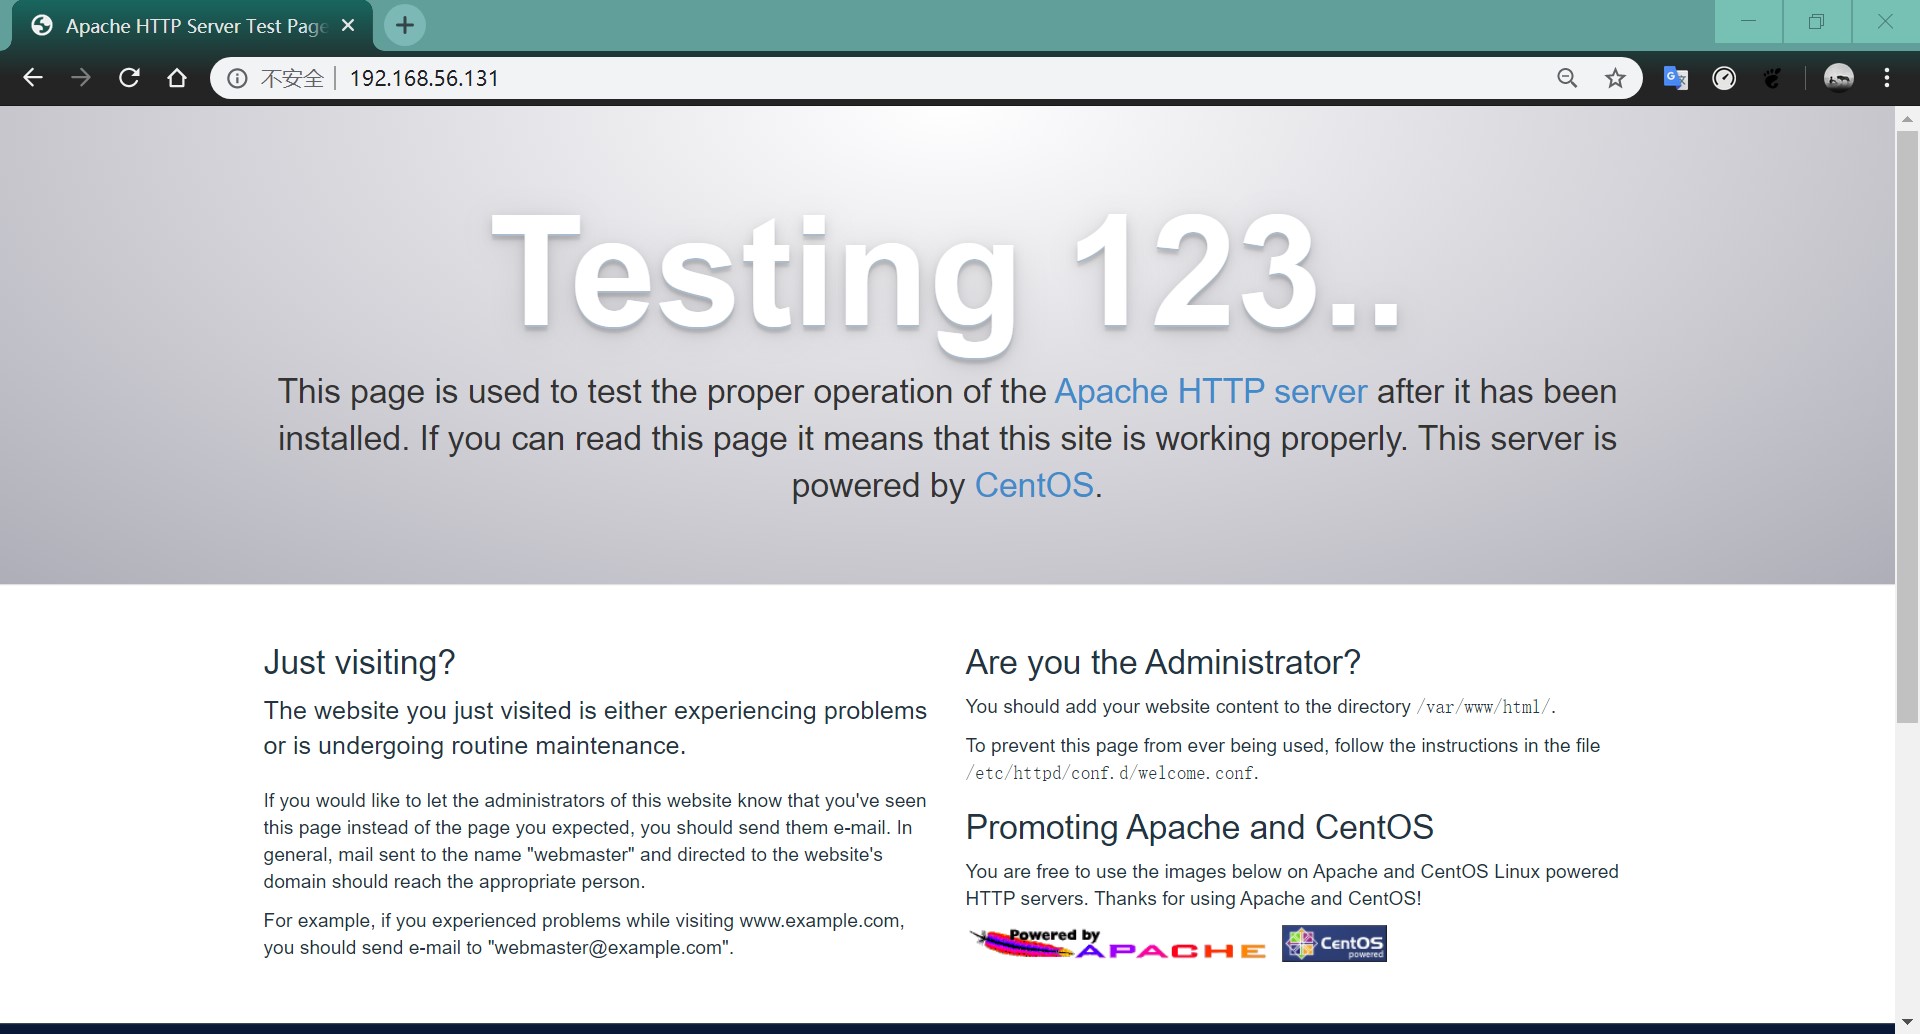 Apache HTTP Server Test Page
不安全 192.168.56.131
Testing 123..
This page is used to test the proper operation of the Apache HTTP server after it has been
installed. If you can read this page it means that this site is working properly. This server is
powered by CentOS.
Just visiting?
The website you just visited is either experiencing problems
or is undergoing routine maintenance.
If you would like to let the administrators of this website know that you've seen
this page instead of the page you expected, you should send them e-mail. In
general, mail sent to the name "webmaster" and directed to the website's
domain should reach the appropriate person.
For example, if you experienced problems while visiting www.example.com,
you should send e-mail to "webmaster@example.com".
Are you the Administrator?
You should add your website content to the directory /var/www/html/.
To prevent this page from ever being used, follow the instructions in the file
/etc/httpd/conf.d/welcome.conf.
Promoting Apache and CentOS
You are free to use the images below on Apache and CentOS Linux powered
HTTP servers. Thanks for using Apache and CentOS!
Powered by
APACHE
CentOS
powered